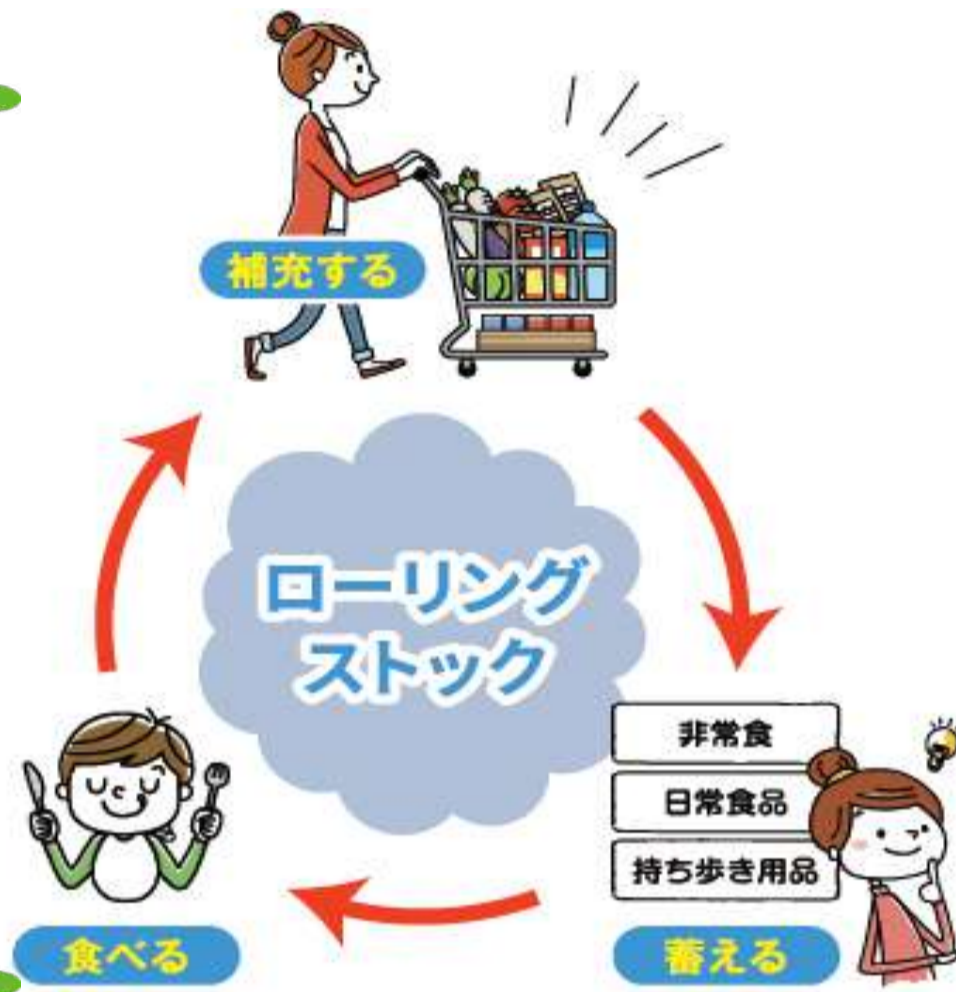 補充する
ローリング
ストック
非常食
日常食品
持ち歩き用品
蓄える
食べる